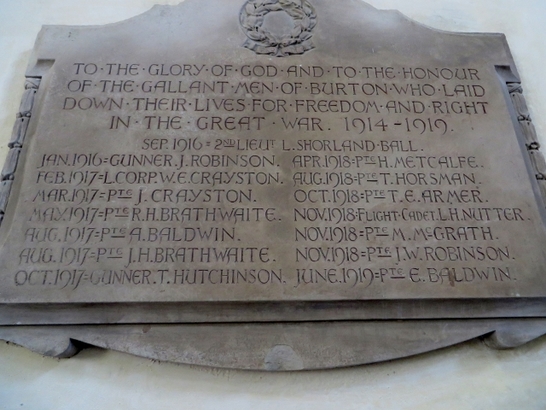 TO·THE·GLORY·OF·GOD·AND·TO·THE·HONOUR
OF·THE·GALLANT·MEN·OF·BURTON·WHO·LAID
DOWN·THEIR·LIVES·FOR·FREEDOM·AND·RIGHT
IN·THE·GREAT·WAR. 1914-1919.
SEP. 1916=2ND LIEUT. L. SHORLAND·BALL.
JAN. 1916=GUNNER. J. ROBINSON.
FEB. 1917=L.CORP. W.E. CRAYSTON.
MAR. 1917=PTE J. CRAYSTON.
MAY. 1917=PTE R.H. BRATHWAITE.
AUG. 1917=PTE A. BALDWIN.
AUG. 1917=PTE J.H. BRATHWAITE.
OCT. 1917=GUNNER. T. HUTCHINSON.
APR. 1918=PTE H. METCALFE.
AUG. 1918=PTE T. HORSMAN.
OCT. 1918=PTE T.E. ARMER.
NOV. 1918=FLIGHT·CADET. L.H. NUTTER.
NOV. 1918=PTE M. McGRATH.
NOV. 1918=PTE J.W. ROBINSON.
JUNE. 1919=PTE E. BALDWIN.